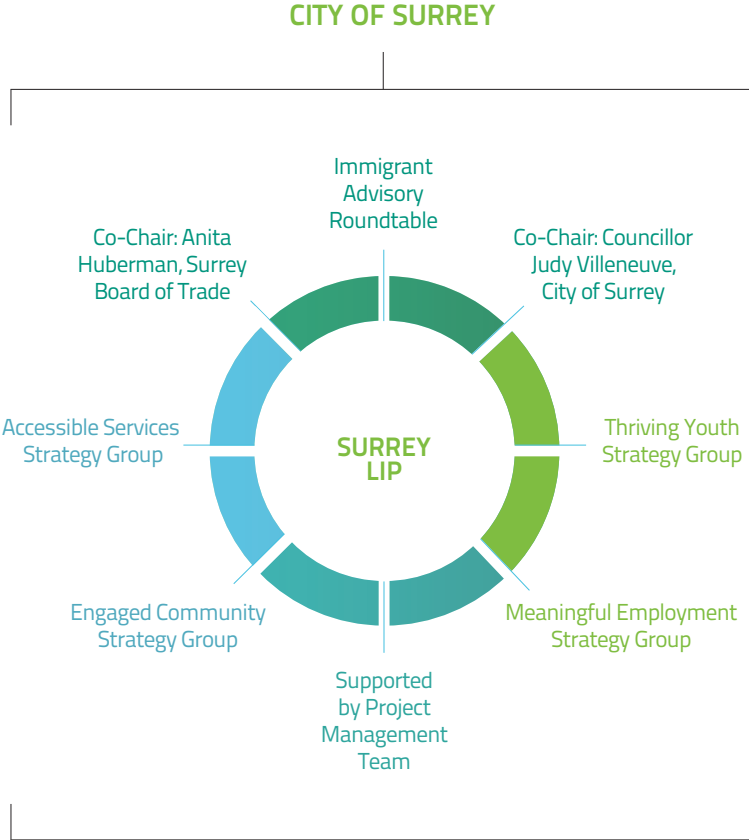 CITY OF SURREY
Immigrant
Advisory
Roundtable
Co-Chair: Anita
Huberman, Surrey
Board of Trade
Co-Chair: Councillor
Judy Villeneuve,
City of Surrey
Accessible Services
Strategy Group
SURREY
LIP
Thriving Youth
Strategy Group
Engaged Community
Strategy Group
Meaningful Employment
Strategy Group
Supported
by Project
Management
Team